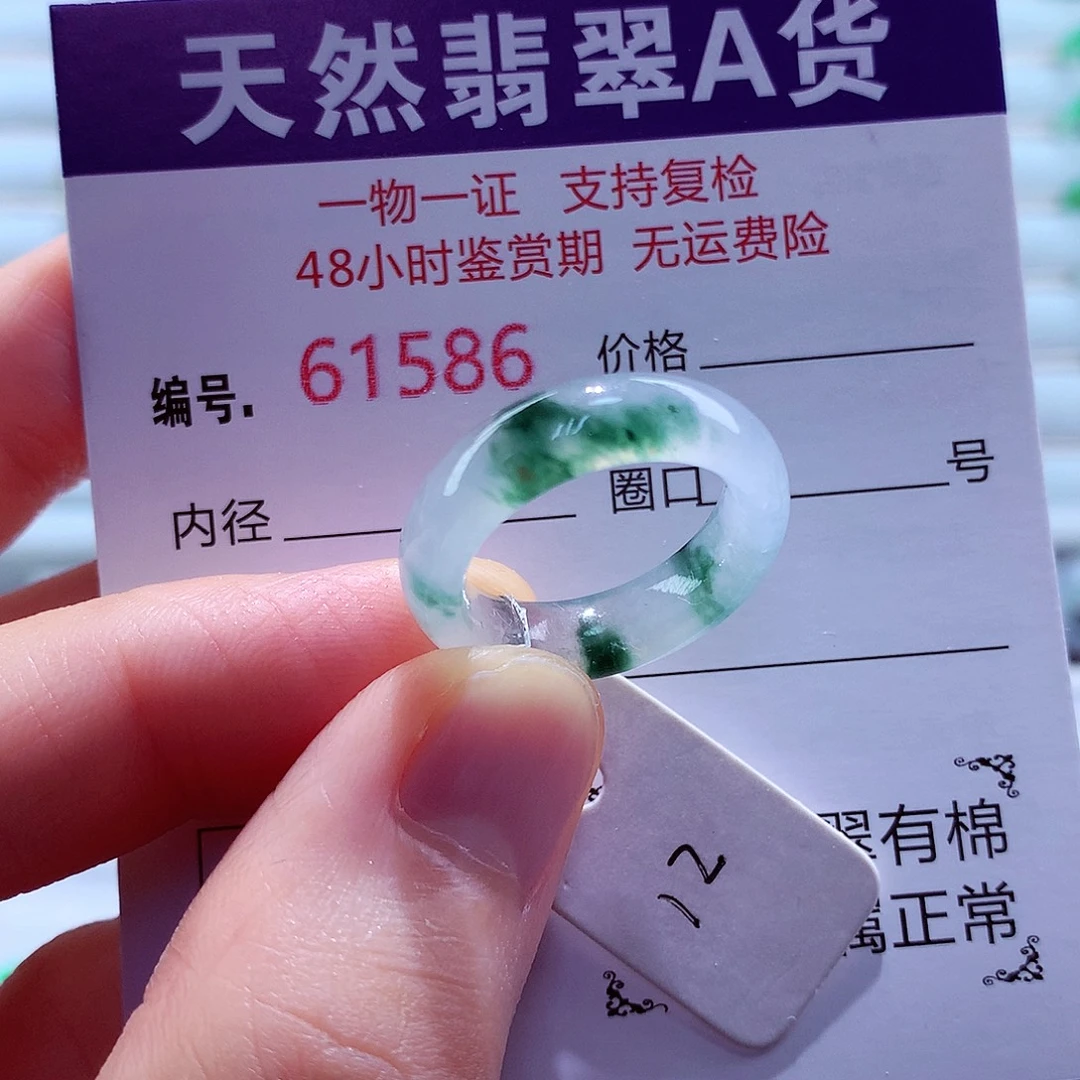 天然翡翠A货
一物一证 支持复检
48小时鉴赏期 无运费险
编号. 61586 价格
内径 圈口 号
翠有棉
属正常
12